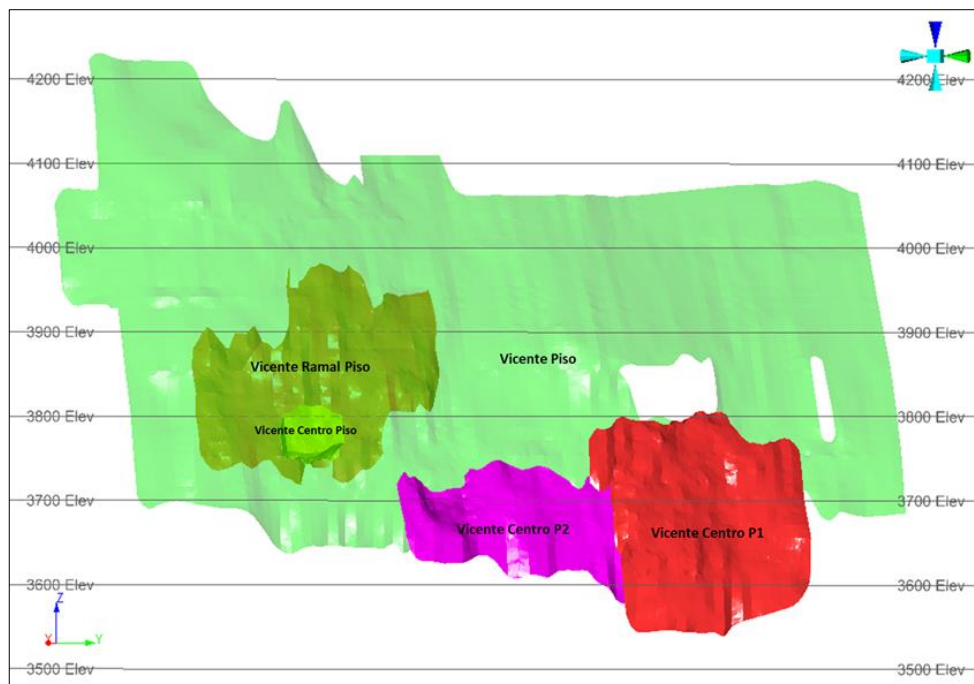 4200 Elev 4200 Elev
4100 Elev 4100 Elev
4000 Elev 4000 Elev
3900 Elev 3900 Elev
Vicente Piso
Vicente Ramal Piso
3800 Elev 3800 Elev
Vicente Centro Piso
3700 Elev 3700 Elev
Vicente Centro P2 Vicente Centro P1
3600 Elev 3600 Elev
Z
X Y
3500 Elev 3500 Elev